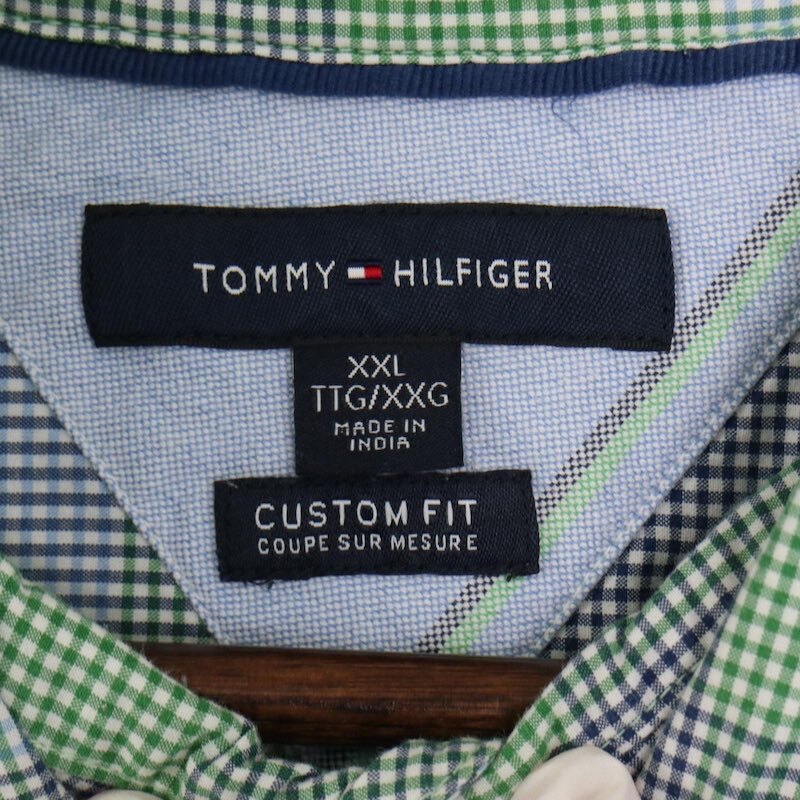 TOMMY HILFIGER
XXL
TTG/XXG
MADE IN
INDIA
CUSTOM FIT
COUPE SUR MESURE